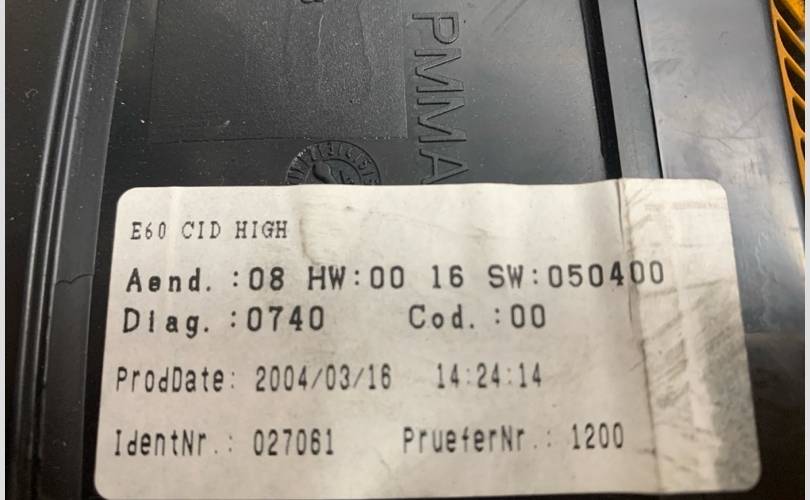 PMMA
E60 CID HIGH
Aend. :08 HW:00 16 SW:050400
Diag. :0740 Cod. :00
ProdDate: 2004/03/16 14:24:14
IdentNr.: 027061 PrueferNr.: 1200